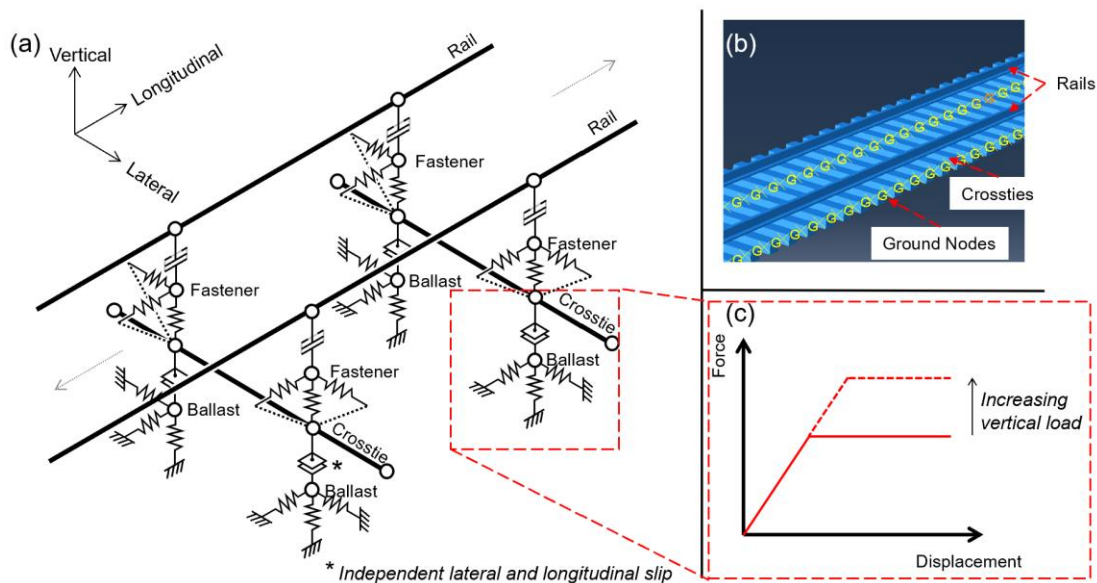 (a)
Vertical
Longitudinal
Lateral
Rail
Rail
Fastener
Fastener
Fastener
Fastener
Ballast
Ballast
Ballast
Ballast
Crosstie
Crosstie
*
* Independent lateral and longitudinal slip
(b)
Rails
Crossties
Ground Nodes
G G G G G G G G G G G G G G G G G G
G G G G G G G G G G G G G G G G G
(c)
Force
Increasing
vertical load
Displacement